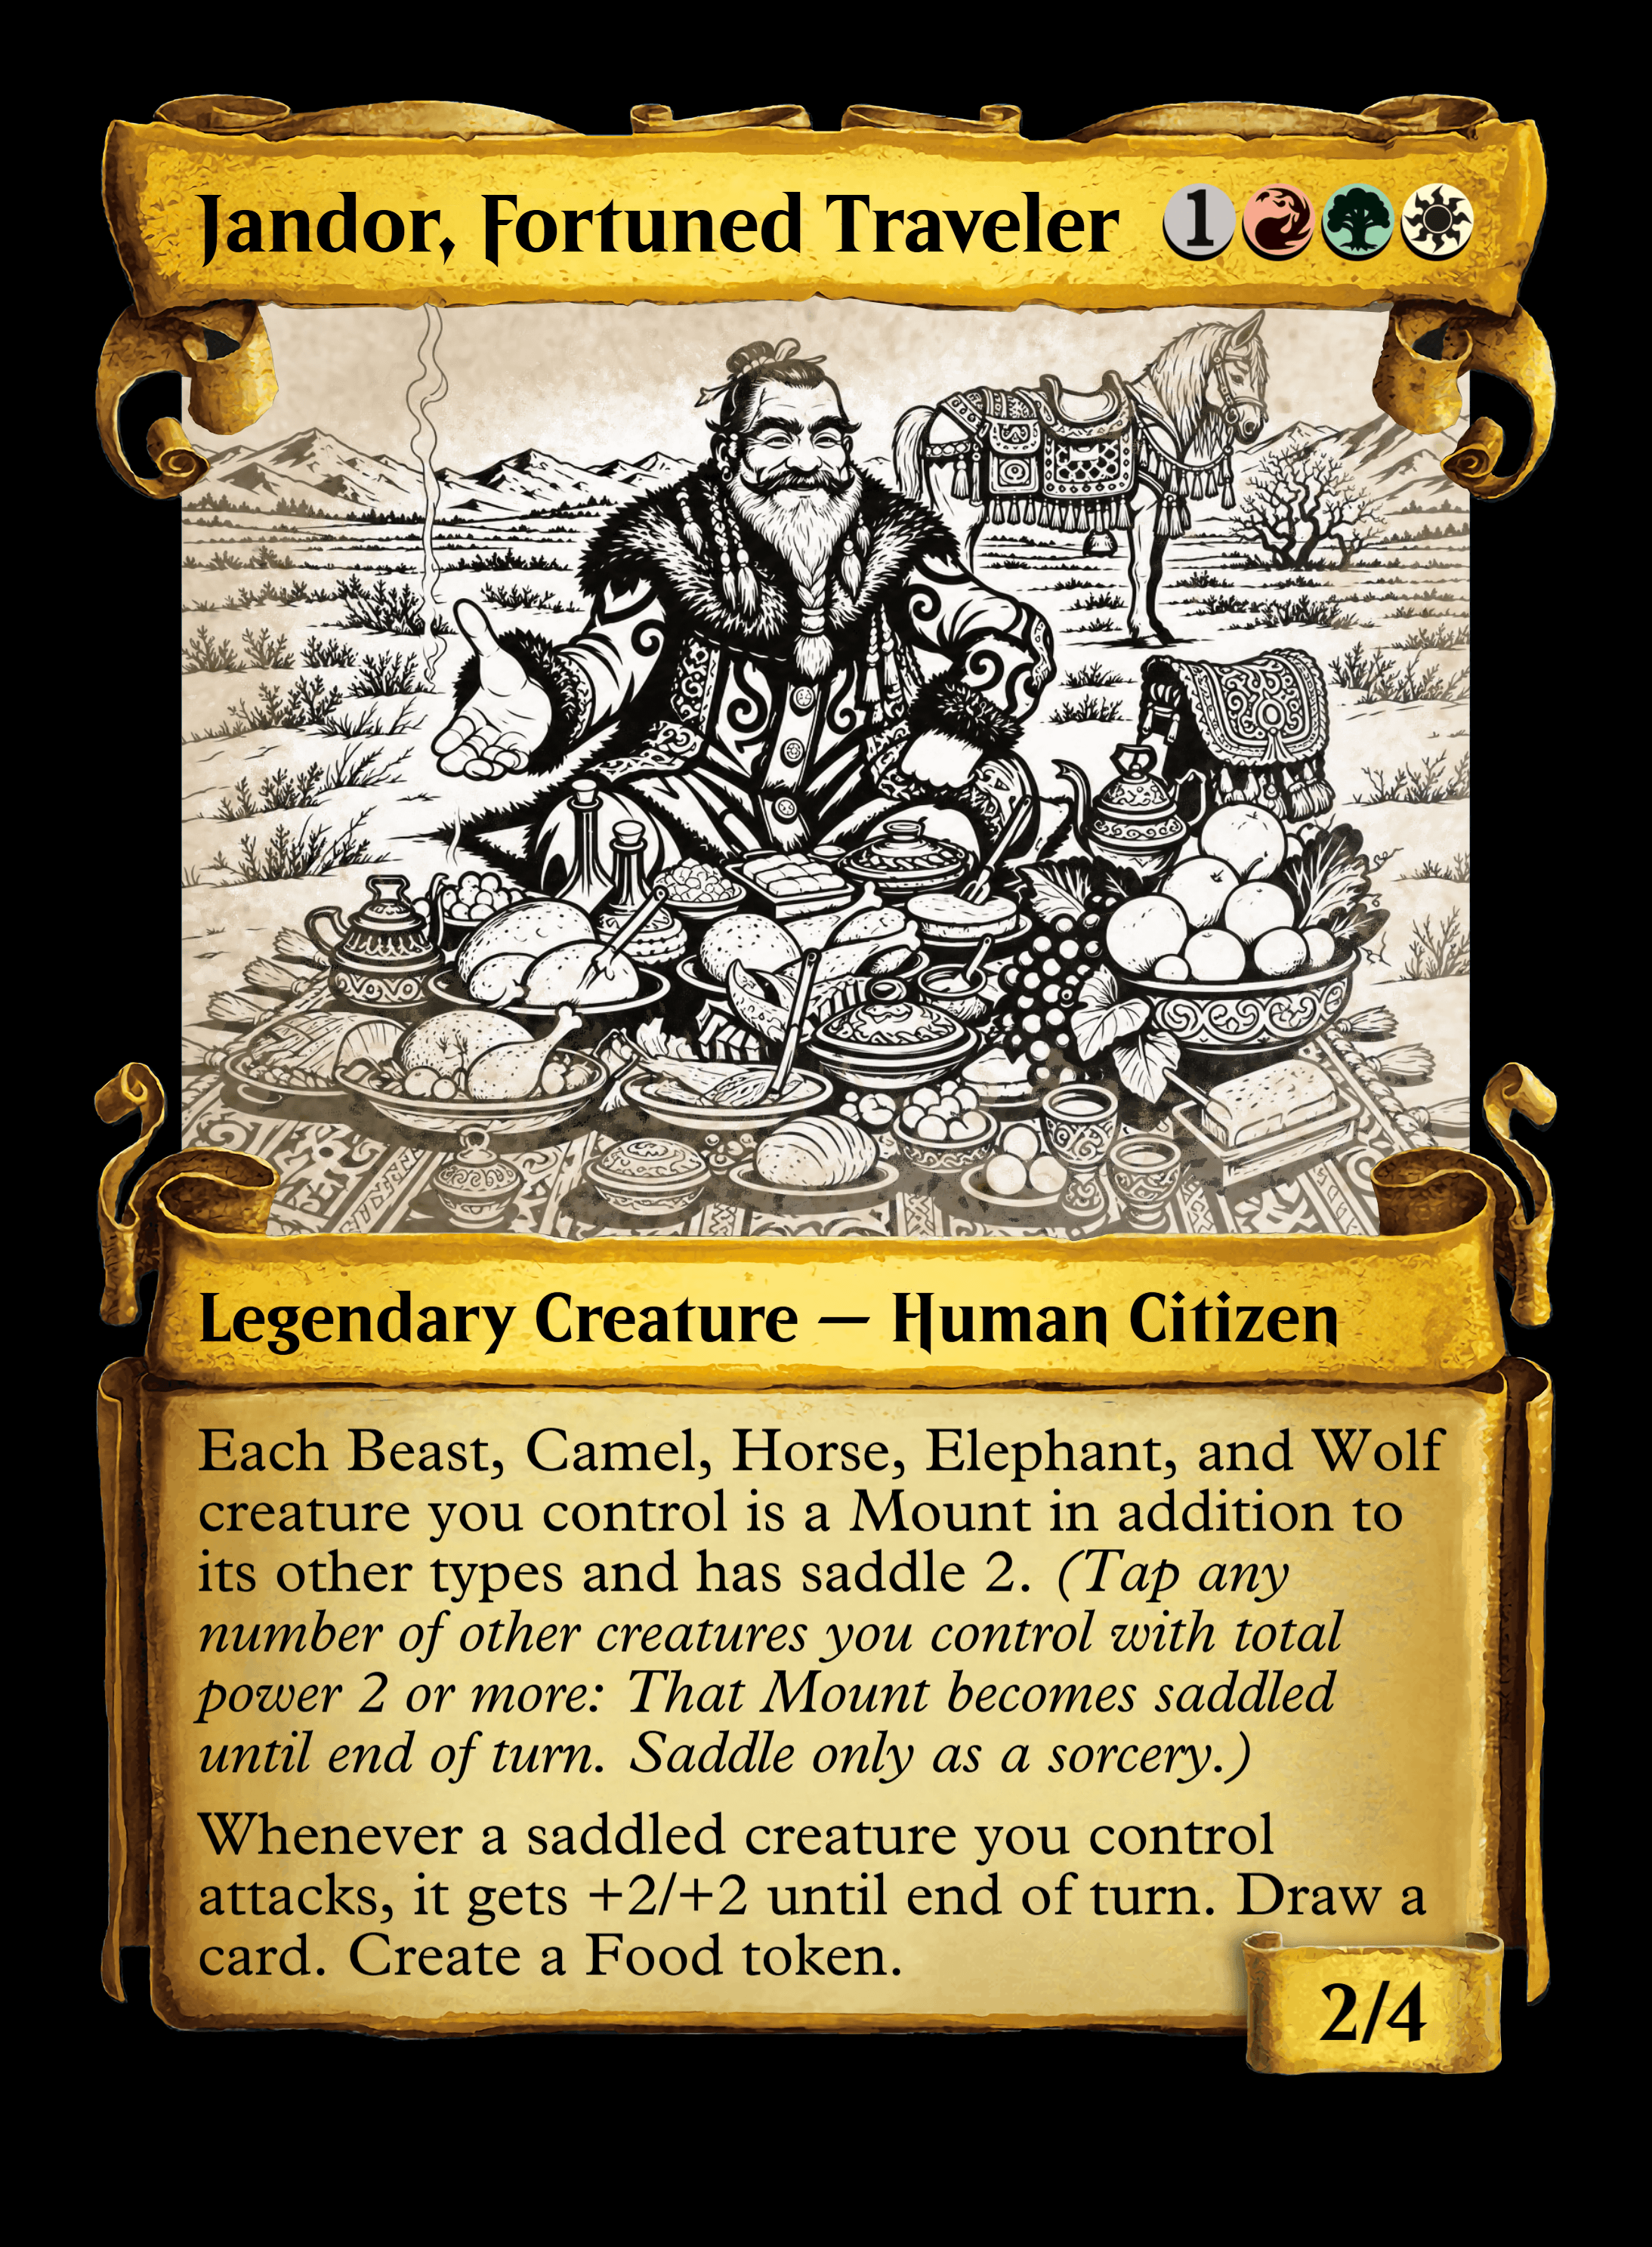 Jandor, Fortuned Traveler 1
Legendary Creature — Human Citizen
Each Beast, Camel, Horse, Elephant, and Wolf
creature you control is a Mount in addition to
its other types and has saddle 2. (Tap any
number of other creatures you control with total
power 2 or more: That Mount becomes saddled
until end of turn. Saddle only as a sorcery.)
Whenever a saddled creature you control
attacks, it gets +2/+2 until end of turn. Draw a
card. Create a Food token.
2/4